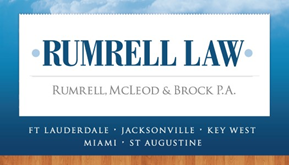 RUMRELL LAW
RUMRELL, MCLEOD & BROCK P.A.
FT LAUDERDALE · JACKSONVILLE · KEY WEST
MIAMI · ST AUGUSTINE